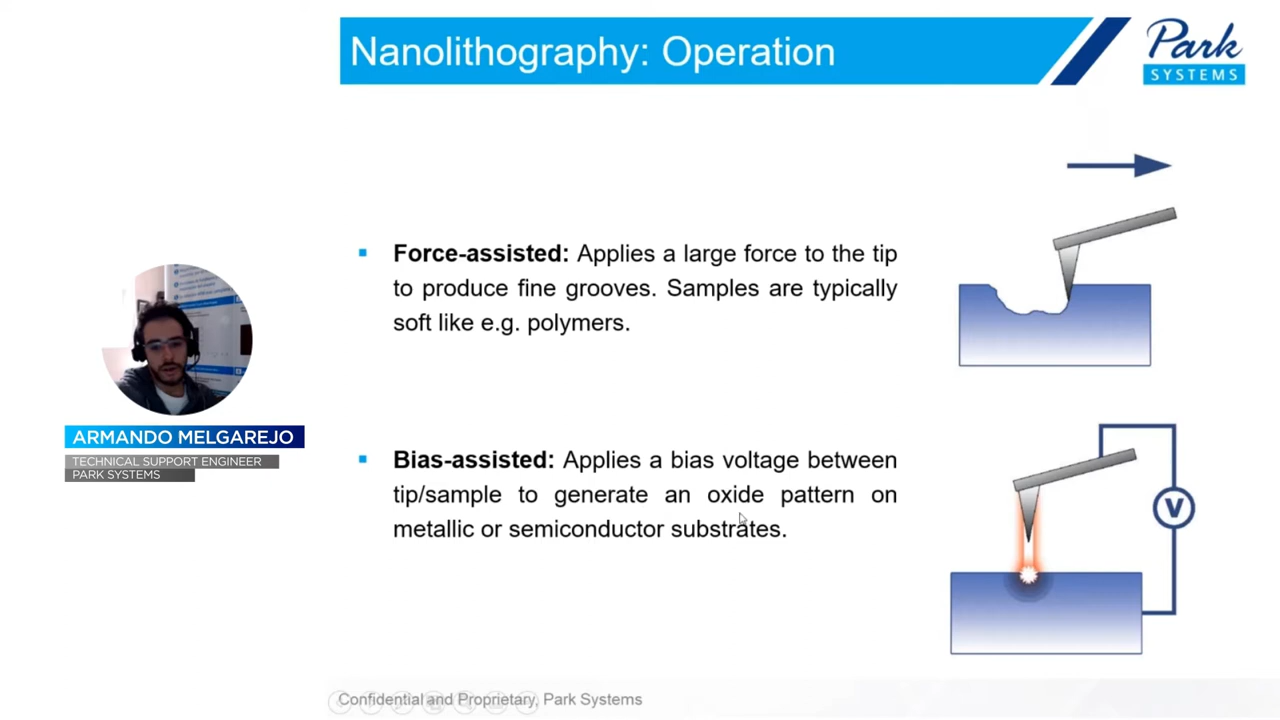 Nanolithography: Operation
Park
SYSTEMS
Force-assisted: Applies a large force to the tip
to produce fine grooves. Samples are typically
soft like e.g. polymers.
ARMANDO MELGAREJO
TECHNICAL SUPPORT ENGINEER
PARK SYSTEMS
Bias-assisted: Applies a bias voltage between
tip/sample to generate an oxide pattern on
metallic or semiconductor substrates.
V
Confidential and Proprietary, Park Systems